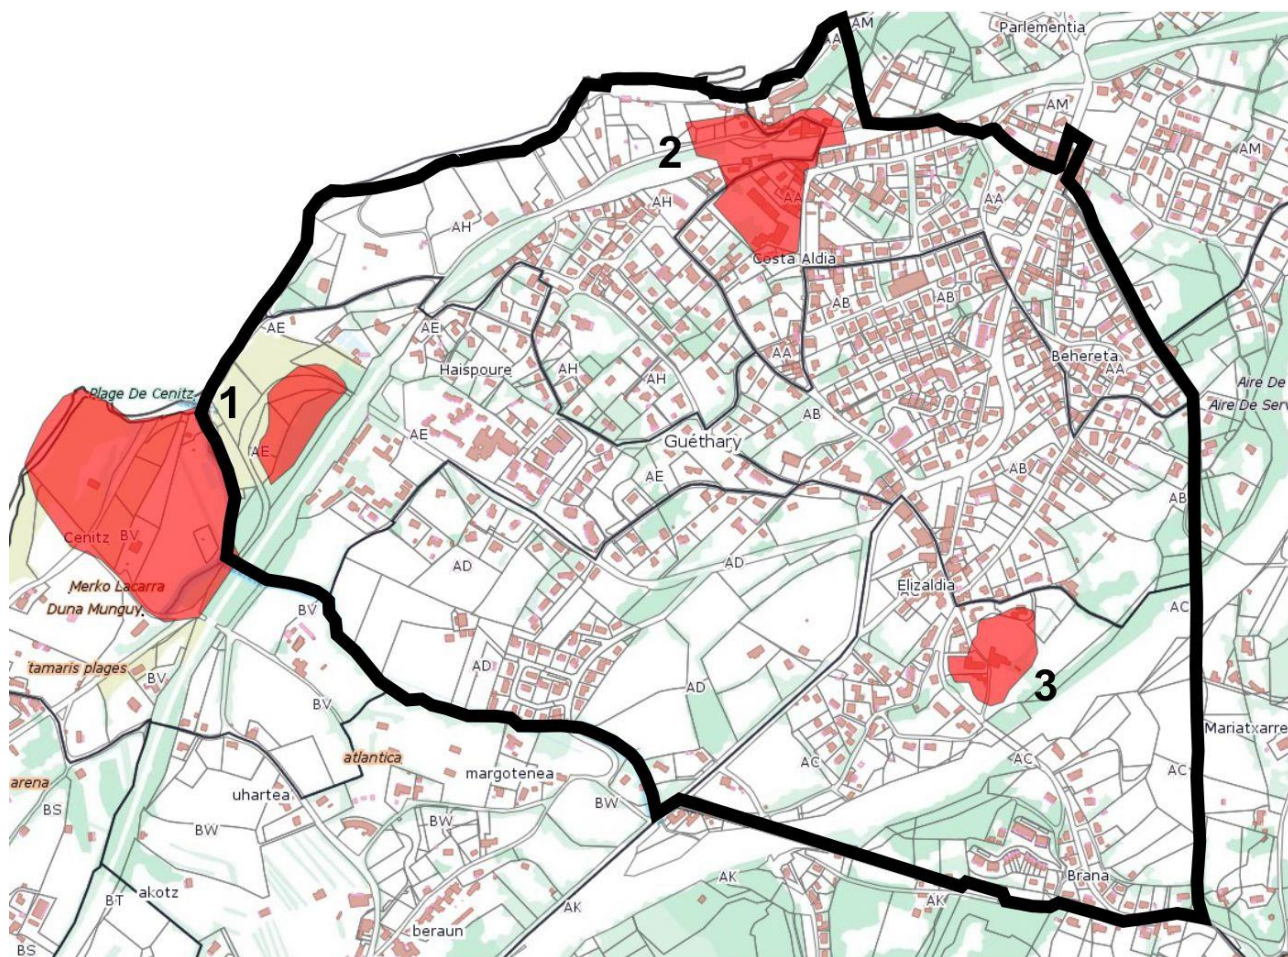 AM
AA
Parlementia
AM
AM
2
AH
AA
AA
AH
Costa Aldia
AE
AE
AB
AB
Haispoure
AH
AH
AA
Behereta
AA
Aire De
Aire De Ser
Plage De Cenitz
1
AE
AE
AB
Guéthary
AE
AB
AB
Cenitz
BV
AD
AD
Merko Lacarra
Duna Munguy.
BV
Elizaldia
AC
AC
tamaris plages
BV
AD
AD
3
BV
Mariatxarre
atlantica
margotenea
AC
AC
arena
uhartea
BS
BW
BW
BW
akotz
BT
AK
Brana
AK
AK
beraun
BS